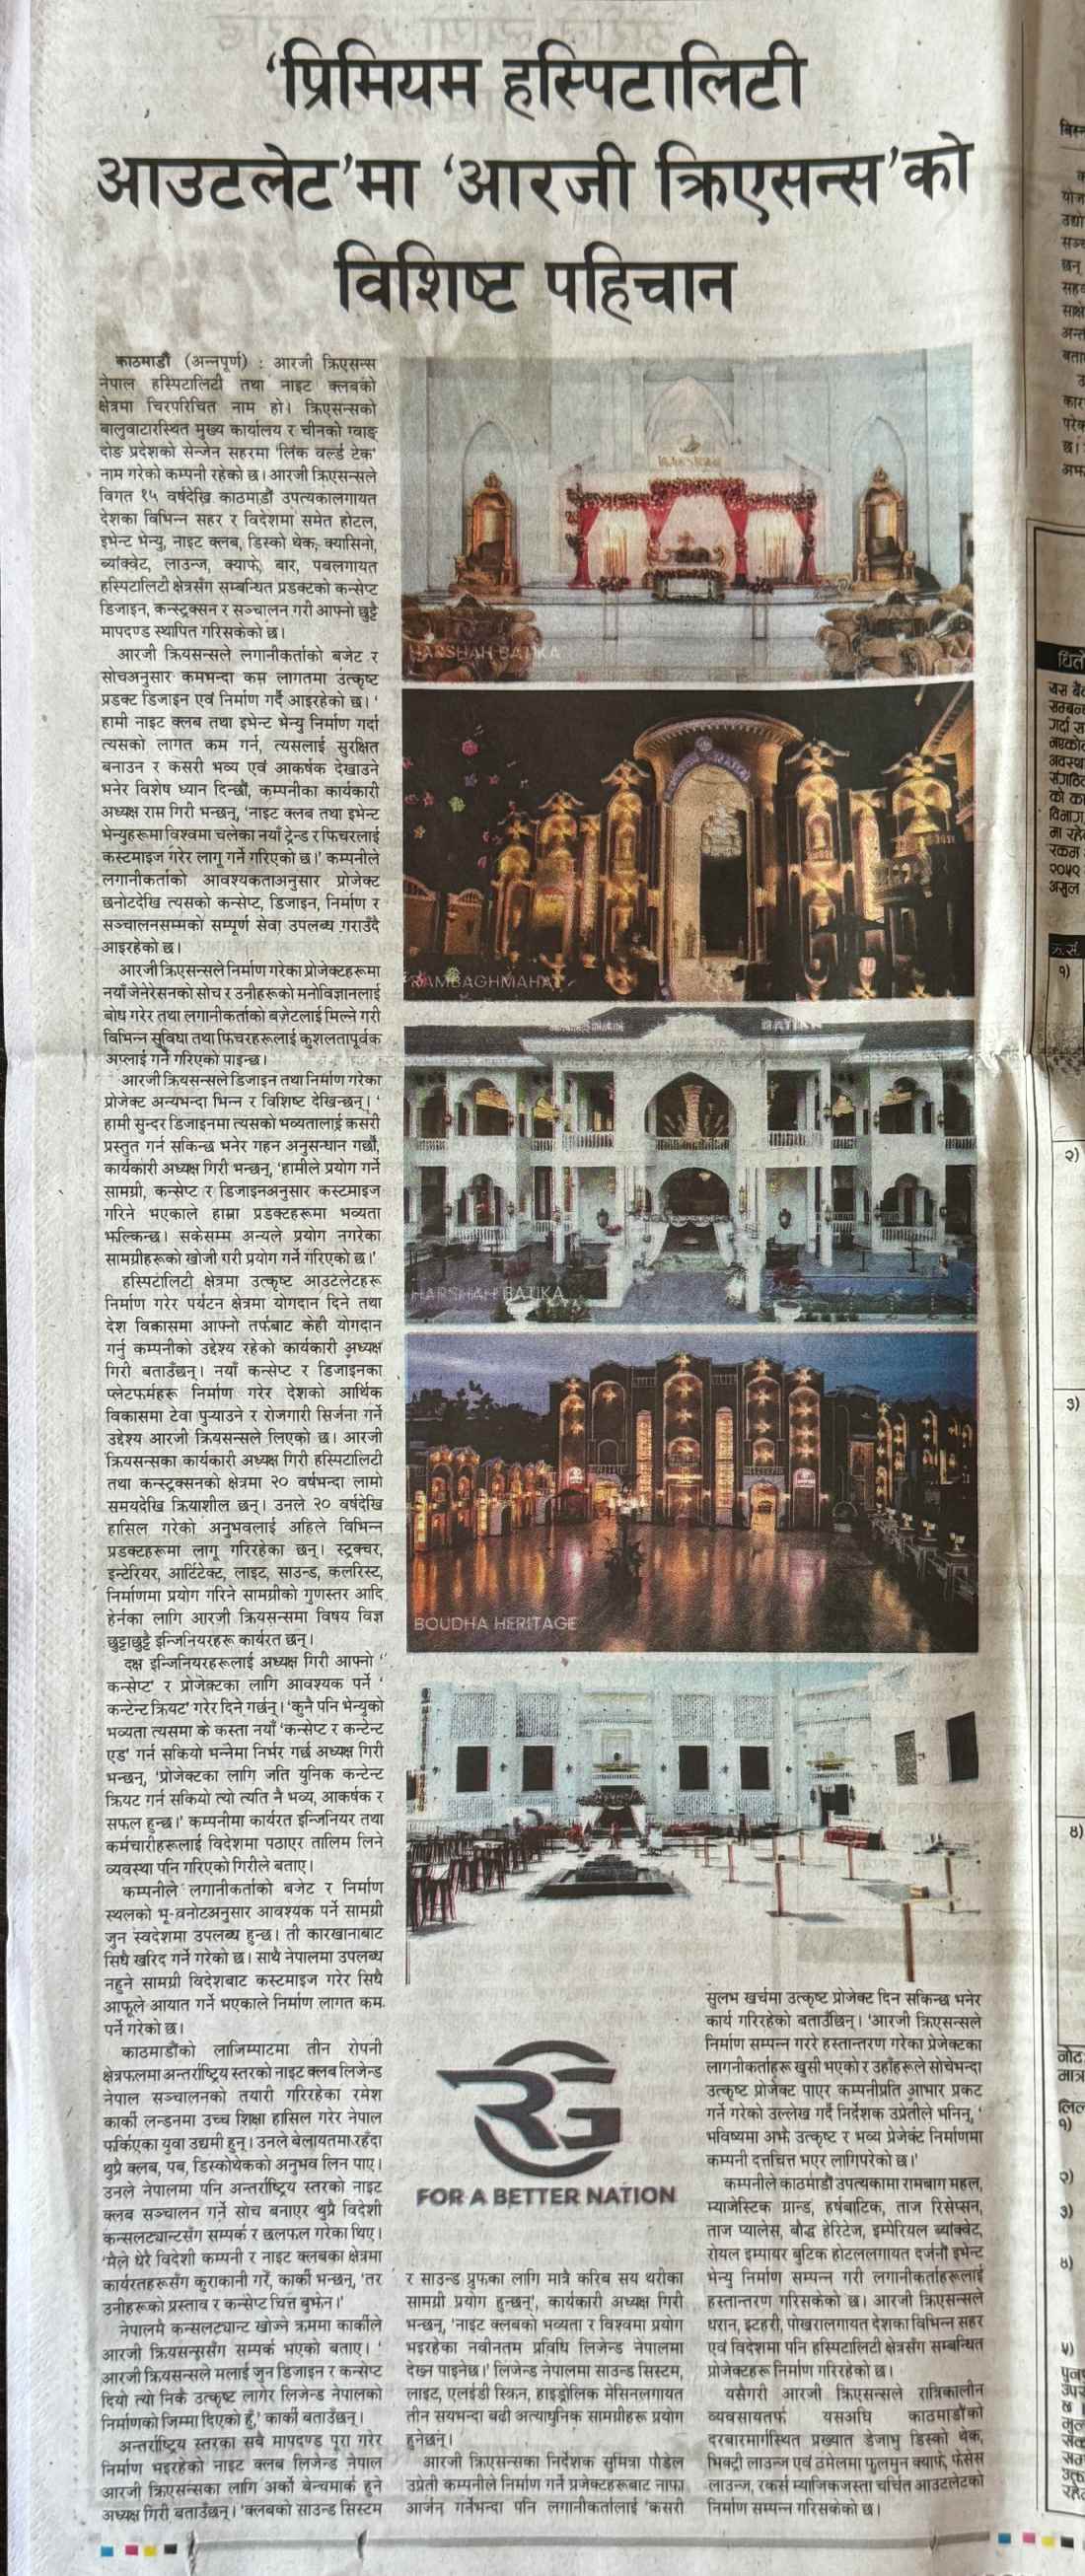 ‘प्रिमियम हस्पिटालिटी
आउटलेट’मा ‘आरजी क्रिएसन्स’को
विशिष्ट पहिचान
काठमाडौं (अन्नपूर्ण) : आरजी क्रिएसन्स
नेपाल हस्पिटालिटी तथा नाइट क्लबको
क्षेत्रमा चिरपरिचित नाम हो। क्रिएसन्सको
बालुवाटारस्थित मुख्य कार्यालय र चीनको ग्वाङ्
दोङ प्रदेशको सेन्जेन सहरमा ‘लिंक वर्ल्ड टेक’
नाम गरेको कम्पनी रहेको छ। आरजी क्रिएसन्सले
विगत १५ वर्षदेखि काठमाडौं उपत्यकालगायत
देशका विभिन्न सहर र विदेशमा समेत होटल,
इभेन्ट भेन्यु, नाइट क्लब, डिस्को थेक, क्यासिनो,
ब्यांक्वेट, लाउन्ज, क्याफे, बार, पबलगायत
हस्पिटालिटी क्षेत्रसँग सम्बन्धित प्रडक्टको कन्सेप्ट
डिजाइन, कन्स्ट्रक्सन र सञ्चालन गरी आफ्नो छुट्टै
मापदण्ड स्थापित गरिसकेको छ।
आरजी क्रियसन्सले लगानीकर्ताको बजेट र
सोचअनुसार कमभन्दा कम लागतमा उत्कृष्ट
प्रडक्ट डिजाइन एवं निर्माण गर्दै आइरहेको छ। ‘
हामी नाइट क्लब तथा इभेन्ट भेन्यु निर्माण गर्दा
त्यसको लागत कम गर्न, त्यसलाई सुरक्षित
बनाउन र कसरी भव्य एवं आकर्षक देखाउने
भनेर विशेष ध्यान दिन्छौं, कम्पनीका कार्यकारी
अध्यक्ष राम गिरी भन्छन्, ‘नाइट क्लब तथा इभेन्ट
भेन्युहरूमा विश्वमा चलेका नयाँ ट्रेन्ड र फिचरलाई
कस्टमाइज गरेर लागू गर्ने गरिएको छ।’ कम्पनीले
लगानीकर्ताको आवश्यकताअनुसार प्रोजेक्ट
छनोटदेखि त्यसको कन्सेप्ट, डिजाइन, निर्माण र
सञ्चालनसम्मको सम्पूर्ण सेवा उपलब्ध गराउँदै
आइरहेको छ।
आरजी क्रिएसन्सले निर्माण गरेका प्रोजेक्टहरूमा
नयाँ जेनेरेसनको सोच र उनीहरूको मनोविज्ञानलाई
बोध गरेर तथा लगानीकर्ताको बजेटलाई मिल्ने गरी
विभिन्न सुविधा तथा फिचरहरूलाई कुशलतापूर्वक
अप्लाई गर्ने गरिएको पाइन्छ।
आरजी क्रियसन्सले डिजाइन तथा निर्माण गरेका
प्रोजेक्ट अन्यभन्दा भिन्न र विशिष्ट देखिन्छन्। ‘
हामी सुन्दर डिजाइनमा त्यसको भव्यतालाई कसरी
प्रस्तुत गर्न सकिन्छ भनेर गहन अनुसन्धान गर्छौं,
कार्यकारी अध्यक्ष गिरी भन्छन्, ‘हामीले प्रयोग गर्ने
सामग्री, कन्सेप्ट र डिजाइनअनुसार कस्टमाइज
गरिने भएकाले हाम्रा प्रडक्टहरूमा भव्यता
झल्किन्छ। सकेसम्म अन्यले प्रयोग नगरेका
सामग्रीहरूको खोजी गरी प्रयोग गर्ने गरिएको छ।’
हस्पिटालिटी क्षेत्रमा उत्कृष्ट आउटलेटहरू
निर्माण गरेर पर्यटन क्षेत्रमा योगदान दिने तथा
देश विकासमा आफ्नो तर्फबाट केही योगदान
गर्नु कम्पनीको उद्देश्य रहेको कार्यकारी अध्यक्ष
गिरी बताउँछन्। नयाँ कन्सेप्ट र डिजाइनका
प्लेटफर्महरू निर्माण गरेर देशको आर्थिक
विकासमा टेवा पुर्‍याउने र रोजगारी सिर्जना गर्ने
उद्देश्य आरजी क्रियसन्सले लिएको छ। आरजी
क्रियसन्सका कार्यकारी अध्यक्ष गिरी हस्पिटालिटी
तथा कन्स्ट्रक्सनको क्षेत्रमा २० वर्षभन्दा लामो
समयदेखि क्रियाशील छन्। उनले २० वर्षदेखि
हासिल गरेको अनुभवलाई अहिले विभिन्न
प्रडक्टहरूमा लागू गरिरहेका छन्। स्ट्रक्चर,
इन्टेरियर, आर्टिटेक्ट, लाइट, साउन्ड, कलरिस्ट,
निर्माणमा प्रयोग गरिने सामग्रीको गुणस्तर आदि
हेर्नका लागि आरजी क्रियसन्समा विषय विज्ञ
छुट्टाछुट्टै इन्जिनियरहरू कार्यरत छन्।
दक्ष इन्जिनियरहरूलाई अध्यक्ष गिरी आफ्नो ‘
कन्सेप्ट’ र प्रोजेक्टका लागि आवश्यक पर्ने ‘
कन्टेन्ट क्रियट’ गरेर दिने गर्छन्। ‘कुनै पनि भेन्युको
भव्यता त्यसमा के कस्ता नयाँ ‘कन्सेप्ट र कन्टेन्ट
एड’ गर्न सकियो भन्नेमा निर्भर गर्छ अध्यक्ष गिरी
भन्छन्, ‘प्रोजेक्टका लागि जति युनिक कन्टेन्ट
क्रियट गर्न सकियो त्यो त्यति नै भव्य, आकर्षक र
सफल हुन्छ।’ कम्पनीमा कार्यरत इन्जिनियर तथा
कर्मचारीहरूलाई विदेशमा पठाएर तालिम लिने
व्यवस्था पनि गरिएको गिरीले बताए।
कम्पनीले लगानीकर्ताको बजेट र निर्माण
स्थलको भू-वनोटअनुसार आवश्यक पर्ने सामग्री
जुन स्वदेशमा उपलब्ध हुन्छ। ती कारखानाबाट
सिधै खरिद गर्ने गरेको छ। साथै नेपालमा उपलब्ध
नहुने सामग्री विदेशबाट कस्टमाइज गरेर सिधै
आफूले आयात गर्ने भएकाले निर्माण लागत कम
पर्ने गरेको छ।
काठमाडौंको लाजिम्पाटमा तीन रोपनी
क्षेत्रफलमा अन्तर्राष्ट्रिय स्तरको नाइट क्लब लिजेन्ड
नेपाल सञ्चालनको तयारी गरिरहेका रमेश
कार्की लन्डनमा उच्च शिक्षा हासिल गरेर नेपाल
फर्किएका युवा उद्यमी हुन्। उनले बेलायतमा रहँदा
थुप्रै क्लब, पब, डिस्कोथेकको अनुभव लिन पाए।
उनले नेपालमा पनि अन्तर्राष्ट्रिय स्तरको नाइट
क्लब सञ्चालन गर्ने सोच बनाएर थुप्रै विदेशी
कन्सलट्यान्टसँग सम्पर्क र छलफल गरेका थिए।
‘मैले धेरै विदेशी कम्पनी र नाइट क्लबका क्षेत्रमा
कार्यरतहरूसँग कुराकानी गरें, कार्की भन्छन्, ‘तर
उनीहरूको प्रस्ताव र कन्सेप्ट चित्त बुझेन।’
नेपालमै कन्सलट्यान्ट खोज्ने क्रममा कार्कीले
आरजी क्रियसन्ससँग सम्पर्क भएको बताए। ‘
आरजी क्रियसन्सले मलाई जुन डिजाइन र कन्सेप्ट
दियो त्यो निकै उत्कृष्ट लागेर लिजेन्ड नेपालको
निर्माणको जिम्मा दिएको हुँ,’ कार्की बताउँछन्।
अन्तर्राष्ट्रिय स्तरका सबै मापदण्ड पूरा गरेर
निर्माण भइरहेको नाइट क्लब लिजेन्ड नेपाल
आरजी क्रिएसन्सका लागि अर्को बेन्चमार्क हुने
अध्यक्ष गिरी बताउँछन्। ‘क्लबको साउन्ड सिस्टम
HARSHAH BATIKA
RAMBAGHMAHAL
HARSHAH BATIKA
BOUDHA HERITAGE
RG
FOR A BETTER NATION
र साउन्ड प्रुफका लागि मात्रै करिब सय थरीका
सामग्री प्रयोग हुन्छन्’, कार्यकारी अध्यक्ष गिरी
भन्छन्, ‘नाइट क्लबको भव्यता र विश्वमा प्रयोग
भइरहेका नवीनतम प्रविधि लिजेन्ड नेपालमा
देख्न पाइनेछ।’ लिजेन्ड नेपालमा साउन्ड सिस्टम,
लाइट, एलईडी स्क्रिन, हाइड्रोलिक मेसिनलगायत
तीन सयभन्दा बढी अत्याधुनिक सामग्रीहरू प्रयोग
हुनेछन्।
आरजी क्रिएसन्सका निर्देशक सुमित्रा पौडेल
उप्रेती कम्पनीले निर्माण गर्ने प्रजेक्टहरूबाट नाफा
आर्जन गर्नेभन्दा पनि लगानीकर्तालाई ‘कसरी
सुलभ खर्चमा उत्कृष्ट प्रोजेक्ट दिन सकिन्छ भनेर
कार्य गरिरहेको बताउँछिन्। ‘आरजी क्रिएसन्सले
निर्माण सम्पन्न गररे हस्तान्तरण गरेका प्रेजेक्टका
लागनीकर्ताहरू खुसी भएको र उहाँहरूले सोचेभन्दा
उत्कृष्ट प्रोजेक्ट पाएर कम्पनीप्रति आभार प्रकट
गर्ने गरेको उल्लेख गर्दै निर्देशक उप्रेतीले भनिन्, ‘
भविष्यमा अझै उत्कृष्ट र भव्य प्रेजेक्ट निर्माणमा
कम्पनी दत्तचित्त भएर लागिपरेको छ।’
कम्पनीले काठमाडौं उपत्यकामा रामबाग महल,
म्याजेस्टिक ग्रान्ड, हर्षबाटिक, ताज रिसेप्सन,
ताज प्यालेस, बौद्ध हेरिटेज, इम्पेरियल ब्यांक्वेट,
रोयल इम्पायर बुटिक होटललगायत दर्जनौं इभेन्ट
भेन्यु निर्माण सम्पन्न गरी लगानीकर्ताहरूलाई
हस्तान्तरण गरिसकेको छ। आरजी क्रिएसन्सले
धरान, इटहरी, पोखरालगायत देशका विभिन्न सहर
एवं विदेशमा पनि हस्पिटालिटी क्षेत्रसँग सम्बन्धित
प्रोजेक्टहरू निर्माण गरिरहेको छ।
यसैगरी आरजी क्रिएसन्सले रात्रिकालीन
व्यवसायतर्फ यसअघि काठमाडौंको
दरबारमार्गस्थित प्रख्यात डेजाभु डिस्को थेक,
भिक्ट्री लाउन्ज एवं ठमेलमा फुलमुन क्याफे, फेसेस
लाउन्ज, रकर्स म्याजिकजस्ता चर्चित आउटलेटको
निर्माण सम्पन्न गरिसकेको छ।